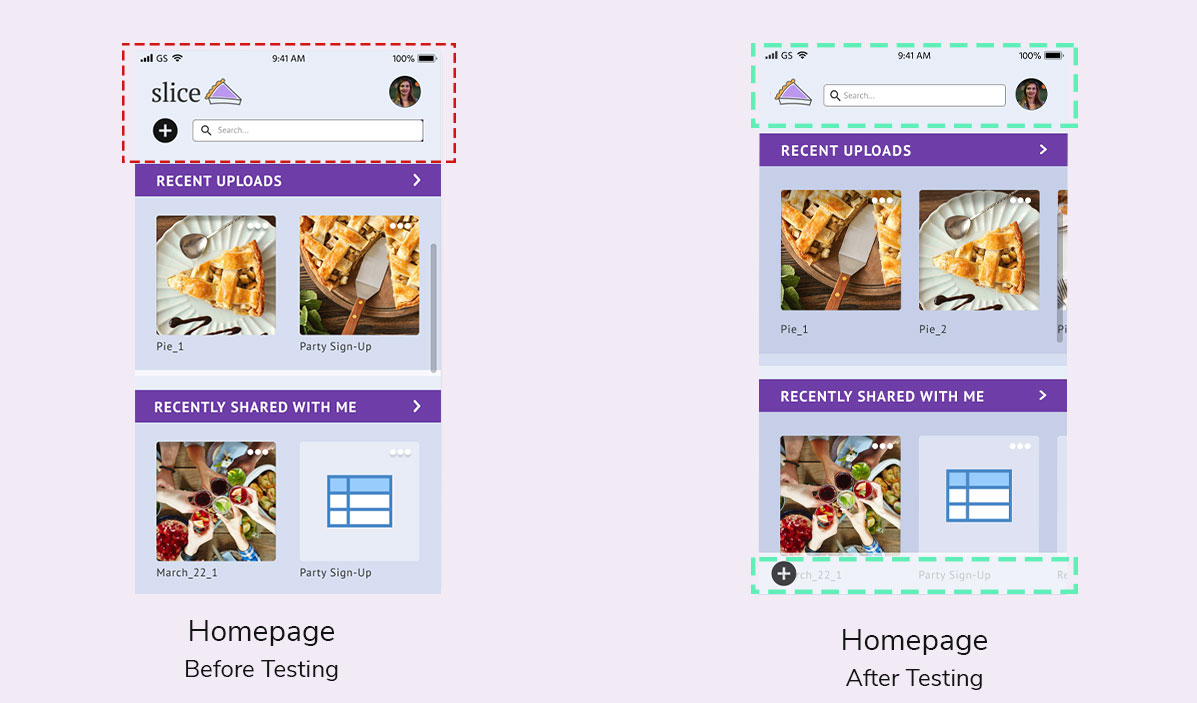 GS 9:41 AM 100%
slice
Search...
RECENT UPLOADS
Pie_1 Party Sign-Up
RECENTLY SHARED WITH ME
March_22_1 Party Sign-Up
Homepage
Before Testing
GS 9:41 AM 100%
Search...
RECENT UPLOADS
Pie_1 Pie_2 Pi
RECENTLY SHARED WITH ME
rch_22_1 Party Sign-Up Re
Homepage
After Testing